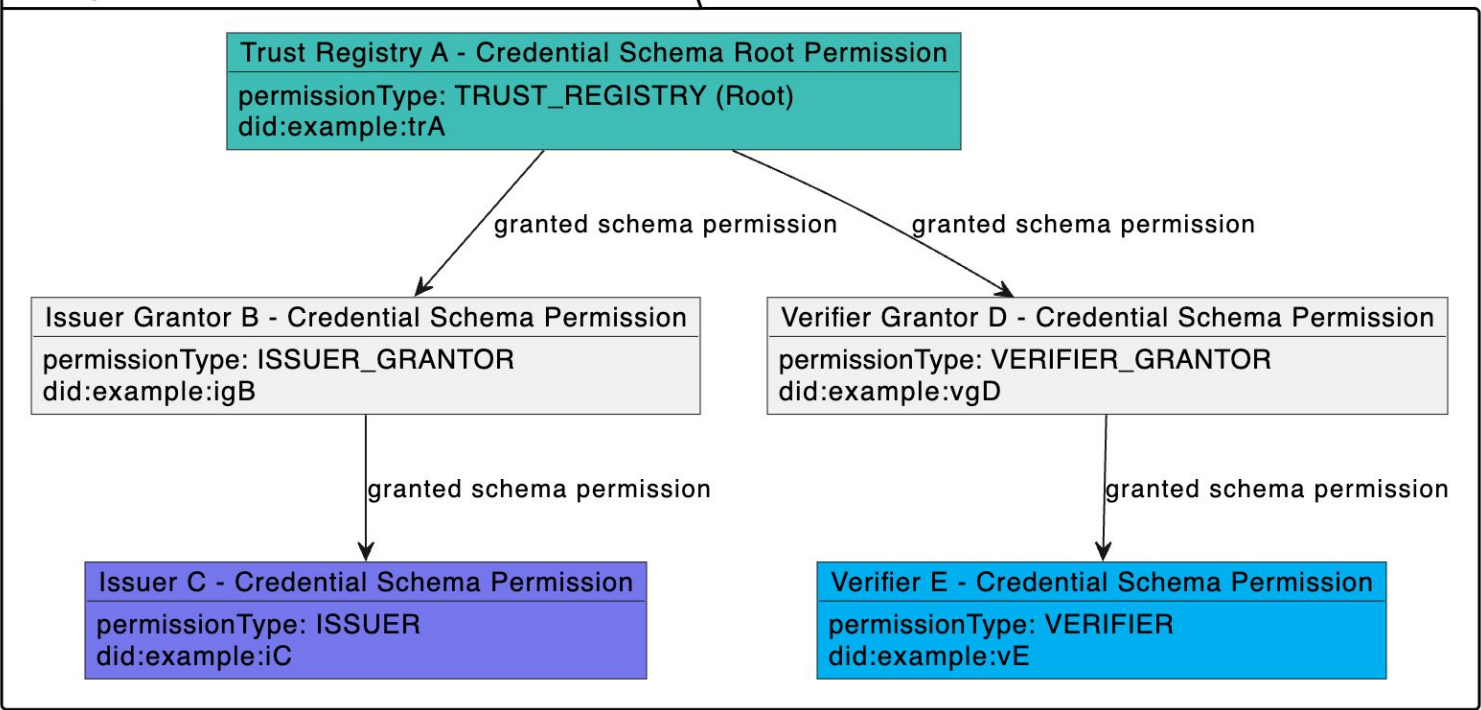 Trust Registry A - Credential Schema Root Permission
permissionType: TRUST_REGISTRY (Root)
did:example:trA
granted schema permission
granted schema permission
Issuer Grantor B - Credential Schema Permission
permissionType: ISSUER_GRANTOR
did:example:igB
Verifier Grantor D - Credential Schema Permission
permissionType: VERIFIER_GRANTOR
did:example:vgD
granted schema permission
granted schema permission
Issuer C - Credential Schema Permission
permissionType: ISSUER
did:example:iC
Verifier E - Credential Schema Permission
permissionType: VERIFIER
did:example:vE